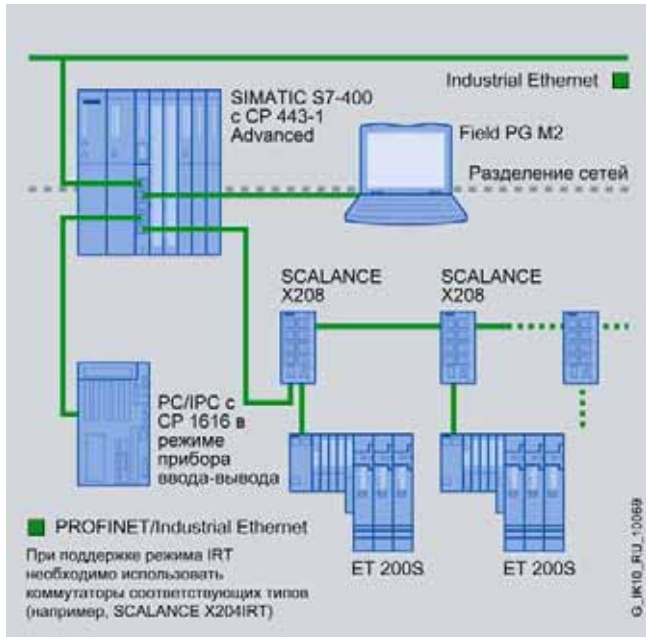 Industrial Ethernet
SIMATIC S7-400
с CP 443-1
Advanced
Field PG M2
Разделение сетей
SCALANCE
X208
SCALANCE
X208
PC/IPC с
CP 1616 в
режиме
прибора
ввода-вывода
PROFINET/Industrial Ethernet
При поддержке режима IRT
необходимо использовать
коммутаторы соответствующих типов
(например, SCALANCE X204IRT)
ET 200S
ET 200S
G_IK10_RU_10069